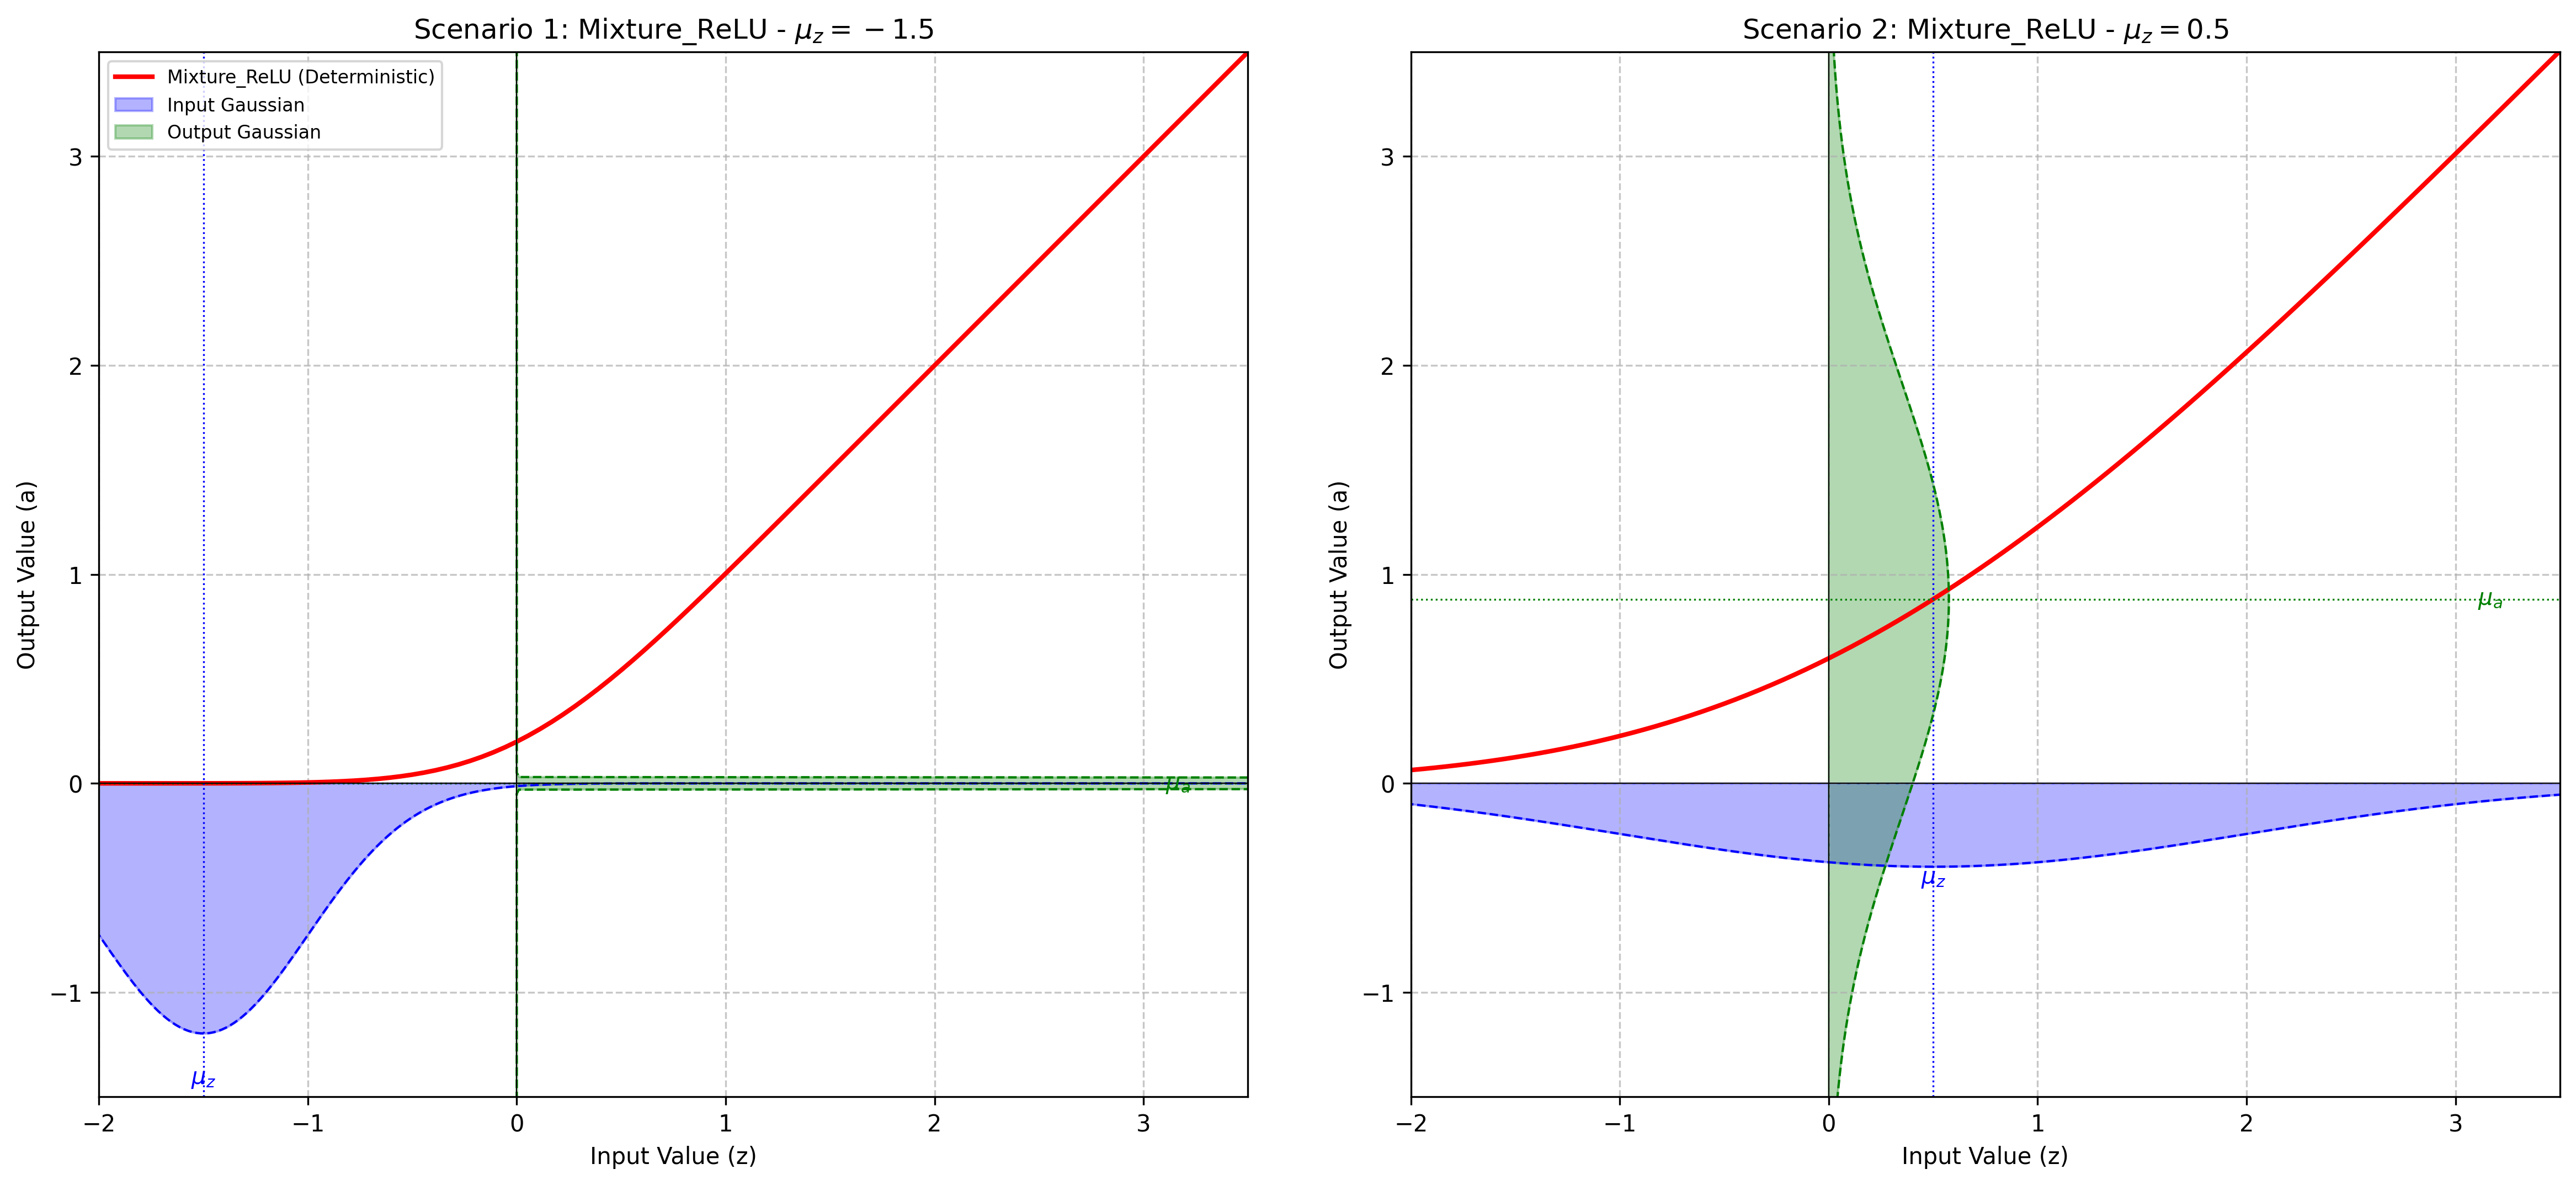 Scenario 1: Mixture_ReLU - μz = −1.5
Mixture_ReLU (Deterministic)
Input Gaussian
Output Gaussian
3
2
1
0
−1
−2
−1
0
1
2
3
Output Value (a)
Input Value (z)
μz
μa
Scenario 2: Mixture_ReLU - μz = 0.5
3
2
1
0
−1
−2
−1
0
1
2
3
Output Value (a)
Input Value (z)
μa
μz